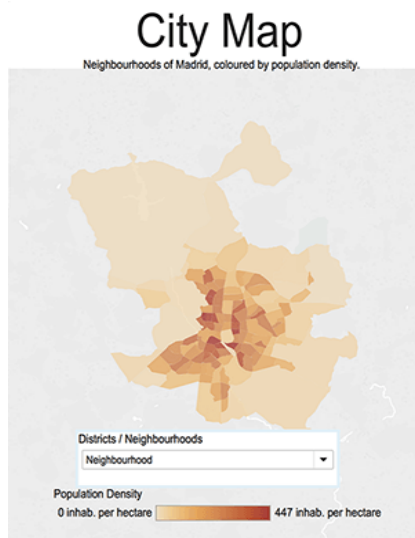 City Map
Neighbourhoods of Madrid, coloured by population density.
Districts / Neighbourhoods
Neighbourhood
Population Density
0 inhab. per hectare 447 inhab. per hectare